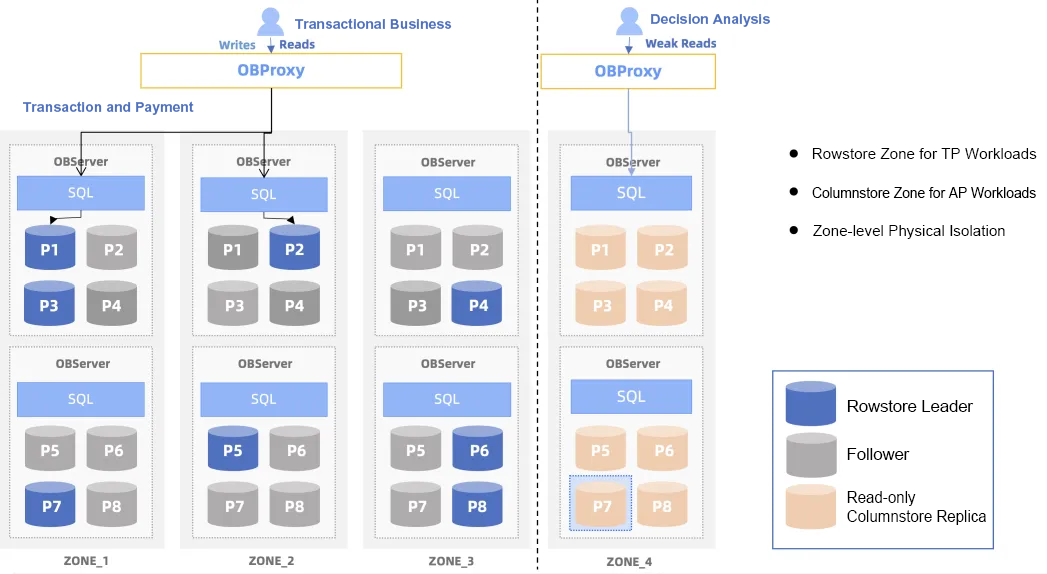 Transactional Business
Writes Reads
OBProxy
Transaction and Payment
Decision Analysis
Weak Reads
OBProxy
OBServer
SQL
P1 P2
P3 P4
OBServer
SQL
P5 P6
P7 P8
ZONE_1
OBServer
SQL
P1 P2
P3 P4
OBServer
SQL
P5 P6
P7 P8
ZONE_2
OBServer
SQL
P1 P2
P3 P4
OBServer
SQL
P5 P6
P7 P8
ZONE_3
OBServer
SQL
P1 P2
P3 P4
OBServer
SQL
P5 P6
P7 P8
ZONE_4
Rowstore Zone for TP Workloads
Columnstore Zone for AP Workloads
Zone-level Physical Isolation
Rowstore Leader
Follower
Read-only
Columnstore Replica